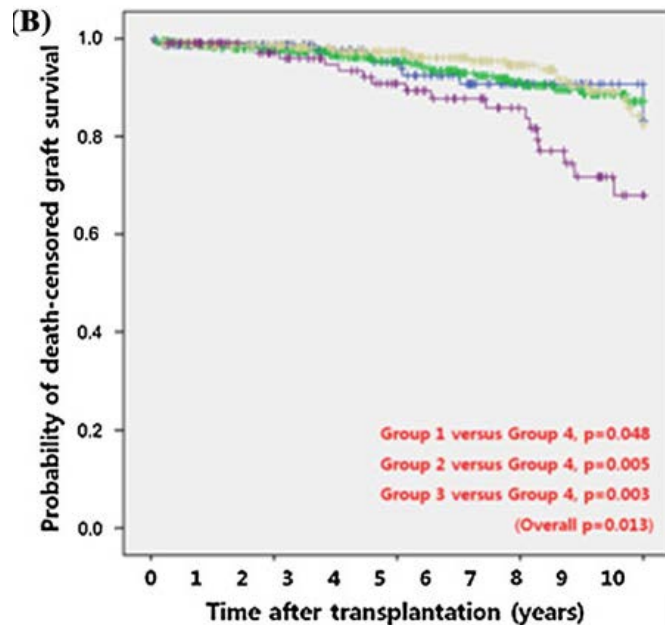 (B)
Probability of death-censored graft survival
1.0
0.8
0.6
0.4
0.2
0.0
Group 1 versus Group 4, p=0.048
Group 2 versus Group 4, p=0.005
Group 3 versus Group 4, p=0.003
(Overall p=0.013)
0 1 2 3 4 5 6 7 8 9 10
Time after transplantation (years)